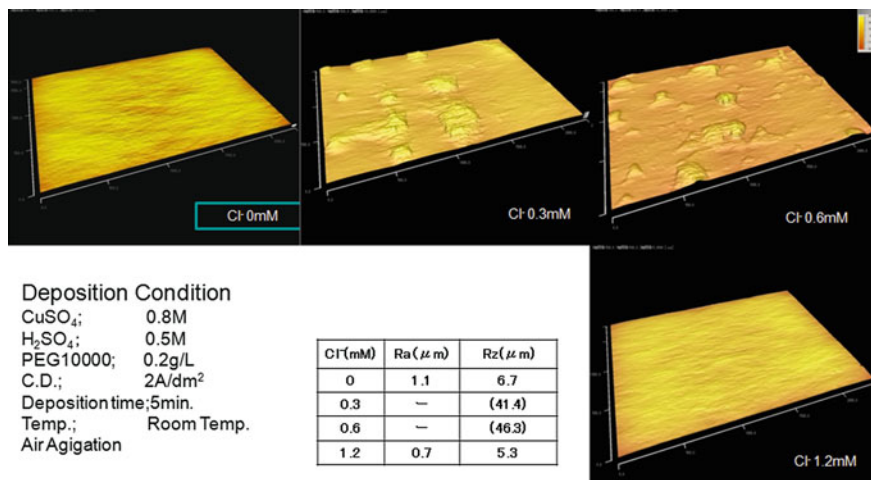 Cl⁻0mM
Cl⁻0.3mM
Cl⁻0.6mM
Deposition Condition
CuSO₄; 0.8M
H₂SO₄; 0.5M
PEG10000; 0.2g/L
C.D.; 2A/dm²
Deposition time;5min.
Temp.; Room Temp.
Air Agigation
Cl⁻(mM) Ra(μm) Rz(μm)
0 1.1 6.7
0.3 — (41.4)
0.6 — (46.3)
1.2 0.7 5.3
Cl⁻1.2mM